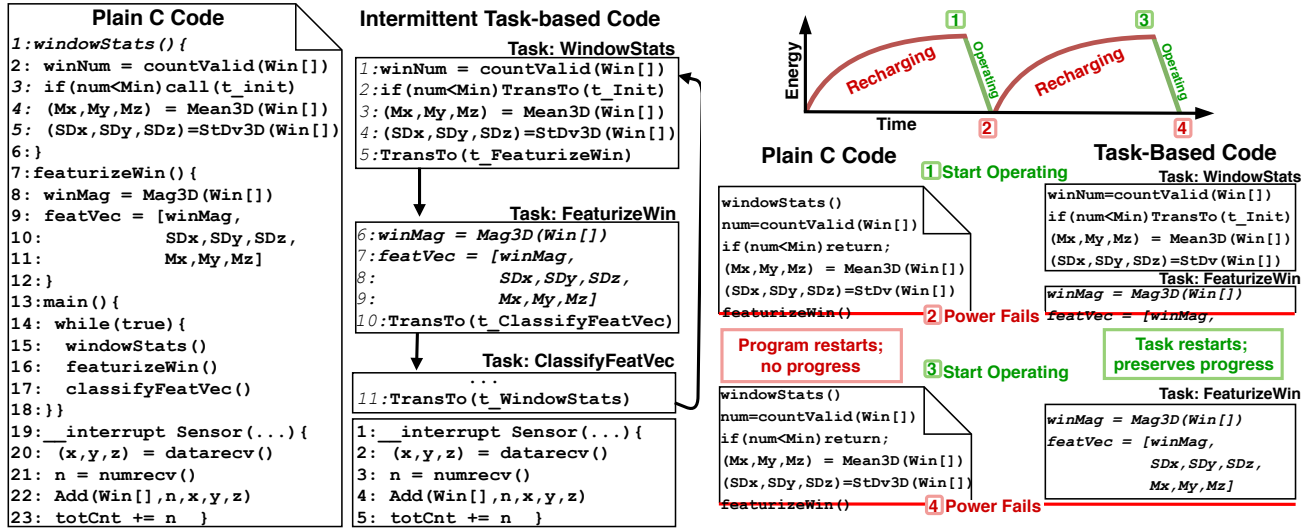 Plain C Code
1:windowStats(){
2: winNum = countValid(Win[])
3: if(num<Min)call(t_init)
4: (Mx,My,Mz) = Mean3D(Win[])
5: (SDx,SDy,SDz)=StDv3D(Win[])
6:}
7:featurizeWin(){
8: winMag = Mag3D(Win[])
9: featVec = [winMag,
10: SDx,SDy,SDz,
11: Mx,My,Mz]
12:}
13:main(){
14: while(true){
15: windowStats()
16: featurizeWin()
17: classifyFeatVec()
18:}}
19:__interrupt Sensor(...){
20: (x,y,z) = datarecv()
21: n = numrecv()
22: Add(Win[],n,x,y,z)
23: totCnt += n }
Intermittent Task-based Code
Task: WindowStats
1:winNum = countValid(Win[])
2:if(num<Min)TransTo(t_Init)
3:(Mx,My,Mz) = Mean3D(Win[])
4:(SDx,SDy,SDz)=StDv3D(Win[])
5:TransTo(t_FeaturizeWin)
Task: FeaturizeWin
6:winMag = Mag3D(Win[])
7:featVec = [winMag,
8: SDx,SDy,SDz,
9: Mx,My,Mz]
10:TransTo(t_ClassifyFeatVec)
Task: ClassifyFeatVec
...
11:TransTo(t_WindowStats)
1:__interrupt Sensor(...){
2: (x,y,z) = datarecv()
3: n = numrecv()
4: Add(Win[],n,x,y,z)
5: totCnt += n }
1
3
Energy
Recharging
Operating
Recharging
Operating
Time
2
4
Plain C Code
Task-Based Code
1 Start Operating
windowStats()
num=countValid(Win[])
if(num<Min)return;
(Mx,My,Mz) = Mean3D(Win[])
(SDx,SDy,SDz)=StDv(Win[])
featurizeWin()
Task: WindowStats
winNum=countValid(Win[])
if(num<Min)TransTo(t_Init)
(Mx,My,Mz) = Mean3D(Win[])
(SDx,SDy,SDz)=StDv(Win[])
Task: FeaturizeWin
winMag = Mag3D(Win[])
featVec = [winMag,
2 Power Fails
Program restarts;
no progress
Task restarts;
preserves progress
3 Start Operating
windowStats()
num=countValid(Win[])
if(num<Min)return;
(Mx,My,Mz) = Mean3D(Win[])
(SDx,SDy,SDz)=StDv3D(Win[])
featurizeWin()
Task: FeaturizeWin
winMag = Mag3D(Win[])
featVec = [winMag,
SDx,SDy,SDz,
Mx,My,Mz]
4 Power Fails